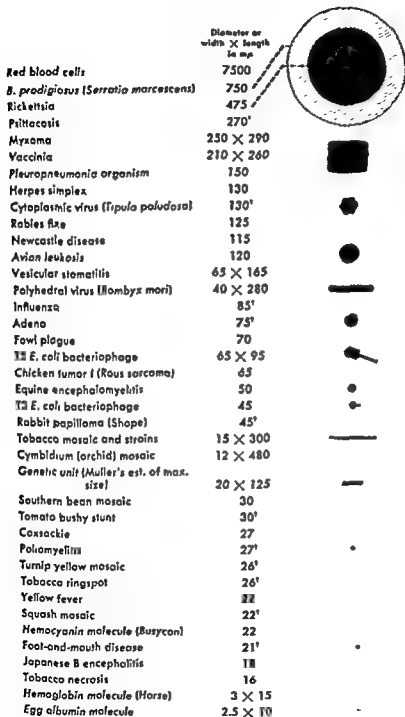 Diameter or
width × length
in mμ
Red blood cells 7500
B. prodigiosus (Serratia marcescens) 750
Rickettsia 475
Psittacosis 270†
Myxoma 250 × 290
Vaccinia 210 × 260
Pleuropneumonia organism 150
Herpes simplex 130
Cytoplasmic virus (Tipula paludosa) 130†
Rabies fixe 125
Newcastle disease 115
Avian leukosis 120
Vesicular stomatitis 65 × 165
Polyhedral virus (Bombyx mori) 40 × 280
Influenza 85†
Adeno 75†
Fowl plague 70
T2 E. coli bacteriophage 65 × 95
Chicken tumor I (Rous sarcoma) 65
Equine encephalomyelitis 50
E. coli bacteriophage 45
Rabbit papilloma (Shope) 45†
Tobacco mosaic and strains 15 × 300
Cymbidium (orchid) mosaic 12 × 480
Genetic unit (Muller's est. of max.
size) 20 × 125
Southern bean mosaic 30
Tomato bushy stunt 30†
Coxsackie 27
Poliomyelitis 27†
Turnip yellow mosaic 26†
Tobacco ringspot 26†
Yellow fever 22
Squash mosaic 22†
Hemocyanin molecule (Busycon) 22
Foot-and-mouth disease 21†
Japanese B encephalitis 18
Tobacco necrosis 16
Hemoglobin molecule (Horse) 3 × 15
Egg albumin molecule 2.5 × 10